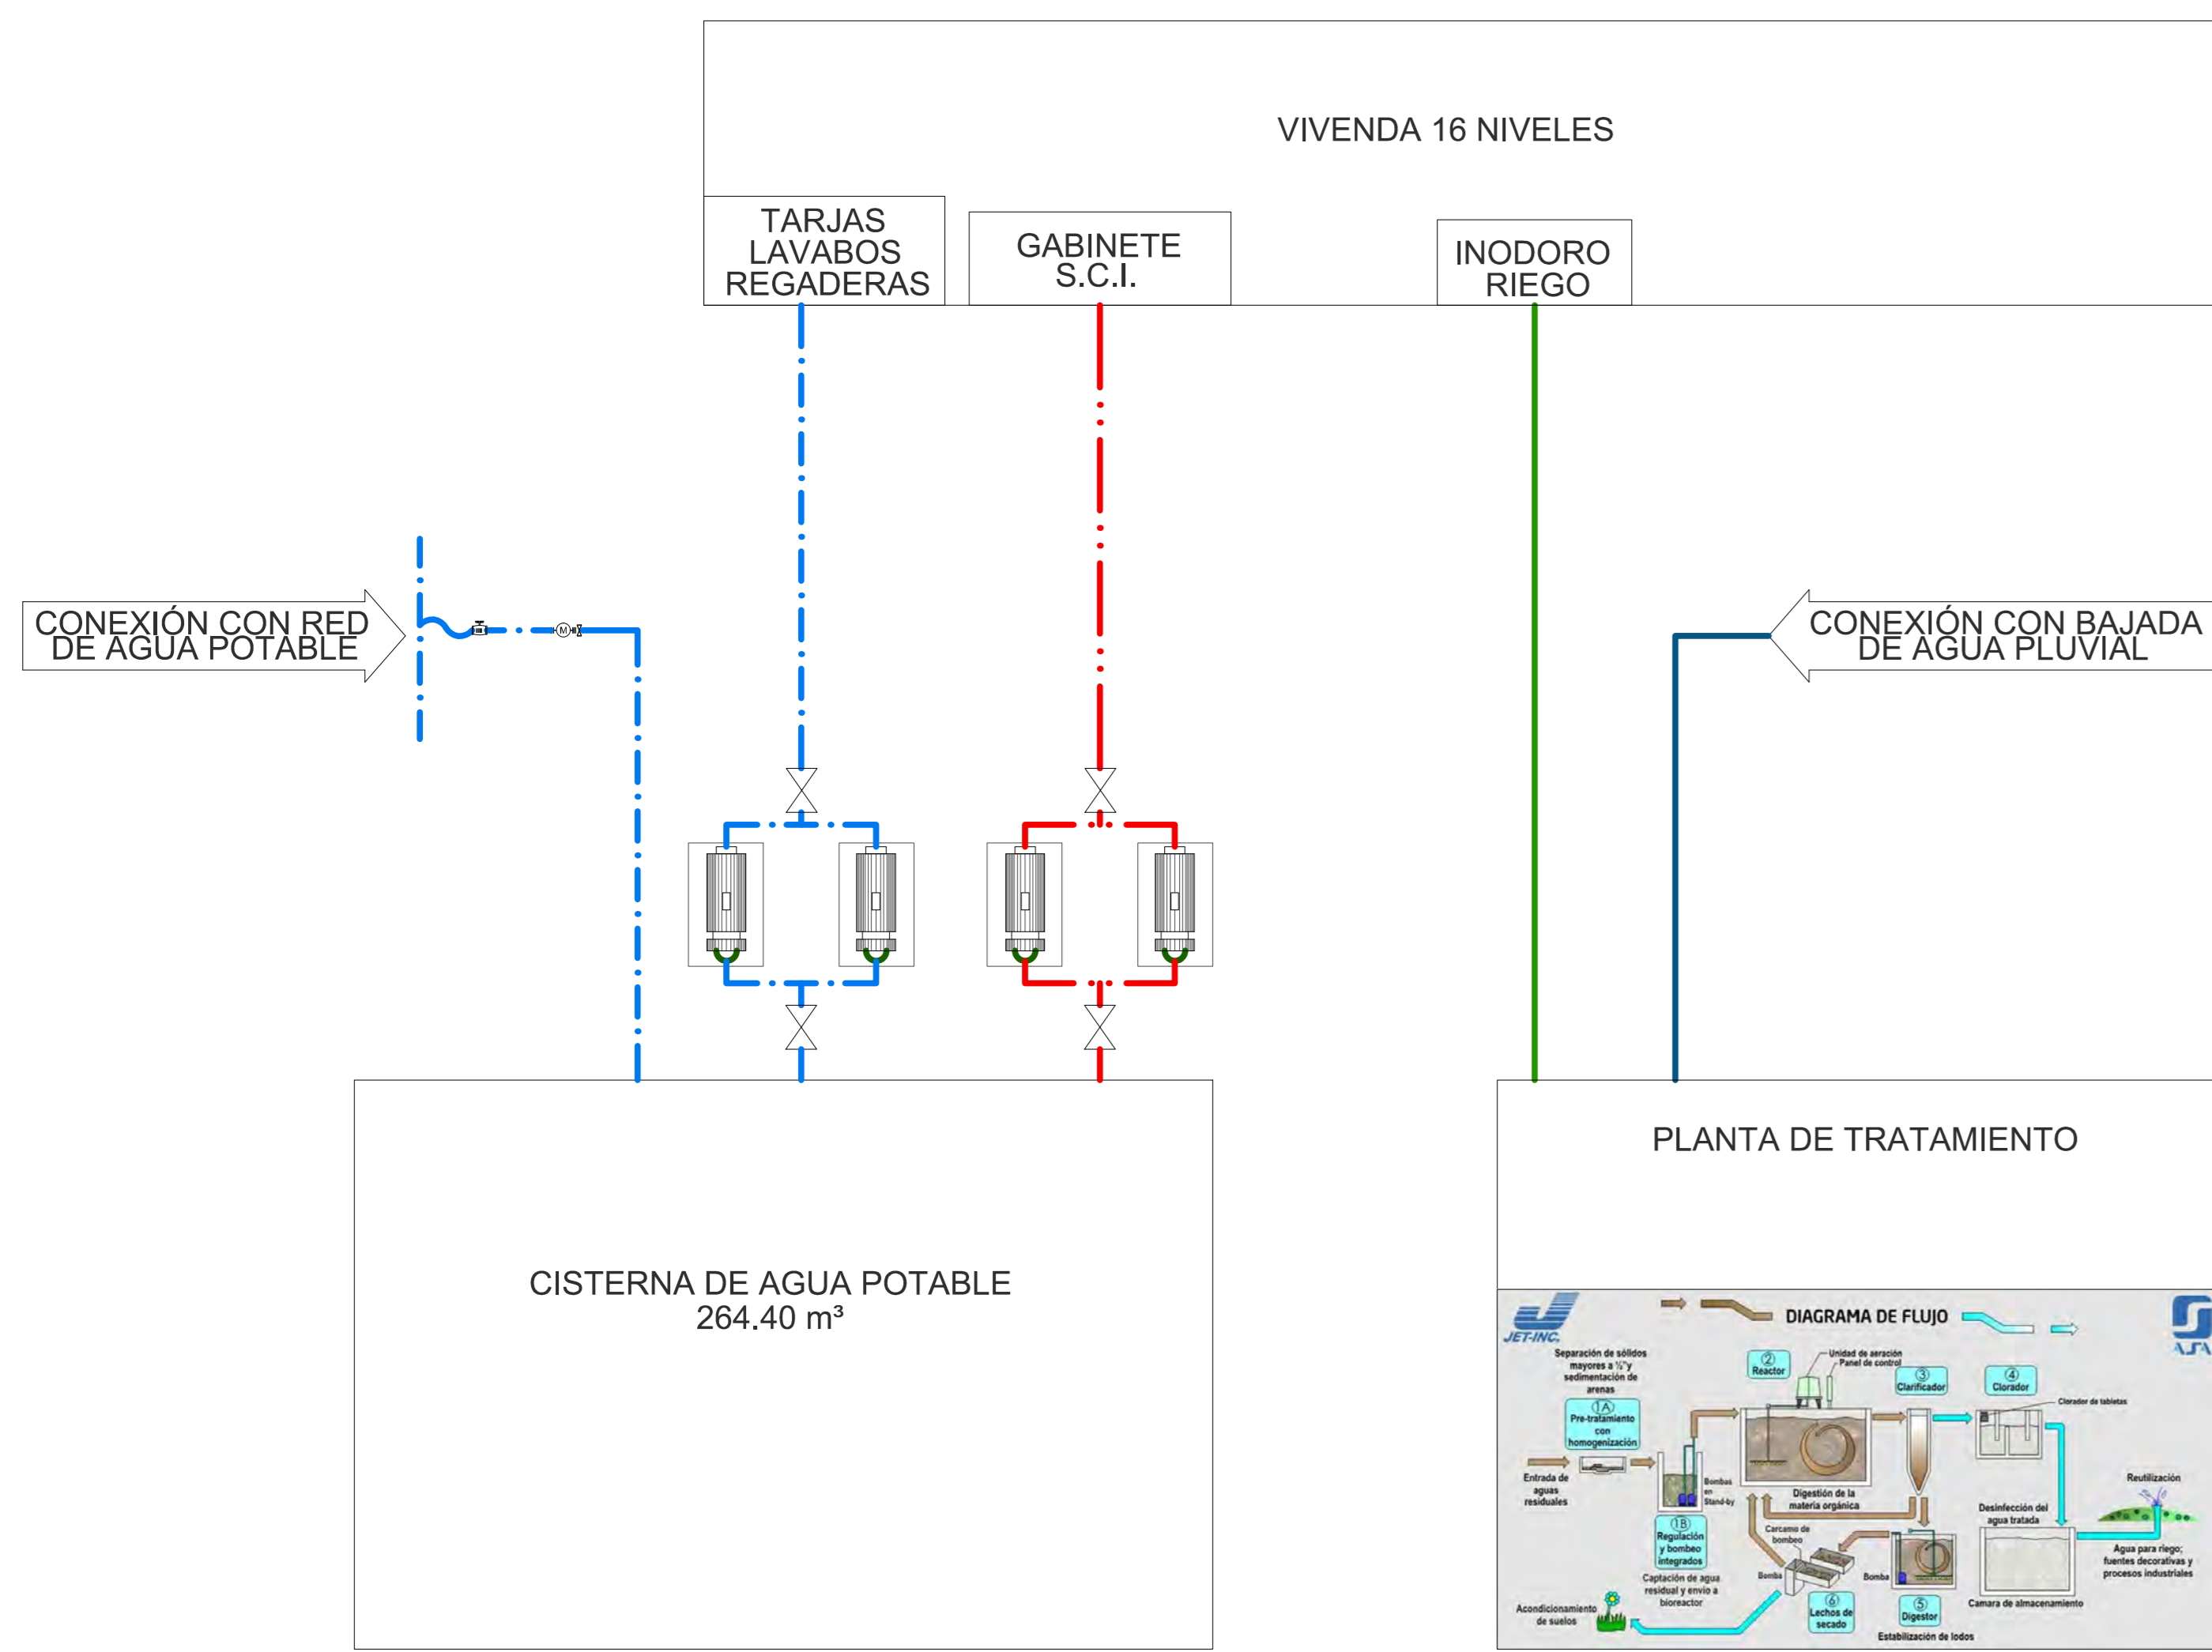 VIVENDA 16 NIVELES
TARJAS
LAVABOS
REGADERAS
GABINETE
S.C.I.
INODORO
RIEGO
CONEXIÓN CON RED
DE AGUA POTABLE
M
CONEXIÓN CON BAJADA
DE AGUA PLUVIAL
CISTERNA DE AGUA POTABLE
264.40 m³
PLANTA DE TRATAMIENTO
JET-INC.
DIAGRAMA DE FLUJO
ASA
Separación de sólidos
mayores a ½"y
sedimentación de
arenas
1A
Pre-tratamiento
con
homogenización
Entrada de
aguas
residuales
Bombas
en
Stand-by
1B
Regulación
y bombeo
integrados
Captación de agua
residual y envio a
bioreactor
2
Reactor
Unidad de aeración
Panel de control
Digestión de la
materia orgánica
3
Clarificador
4
Clorador
Clorador de tabletas
Desinfección del
agua tratada
Camara de almacenamiento
Reutilización
Agua para riego;
fuentes decorativas y
procesos industriales
Carcamo de
bombeo
Bomba
Bomba
5
Digestor
Estabilización de lodos
6
Lechos de
secado
Acondicionamiento
de suelos